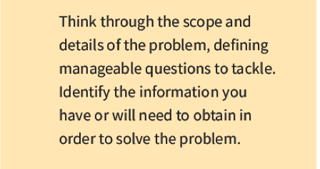 Think through the scope and
details of the problem, defining
manageable questions to tackle.
Identify the information you
have or will need to obtain in
order to solve the problem.